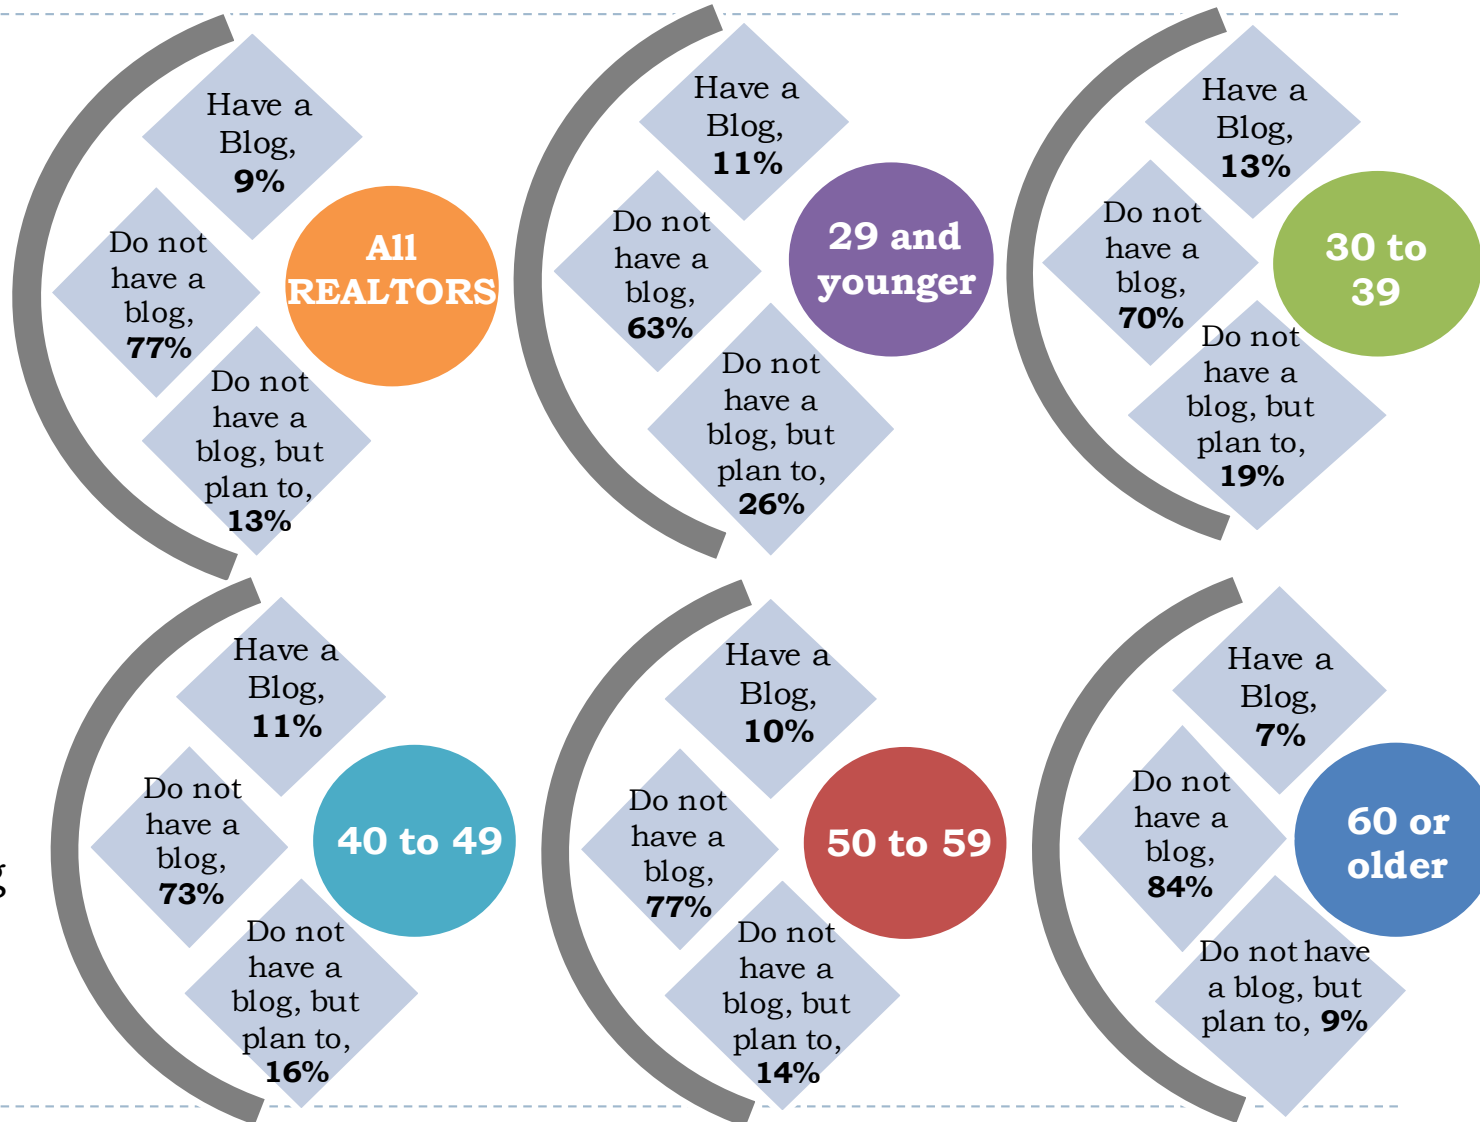 Have a
Blog,
9%
Do not
have a
blog,
77%
Do not
have a
blog, but
plan to,
13%
All
REALTORS
Have a
Blog,
11%
Do not
have a
blog,
63%
Do not
have a
blog, but
plan to,
26%
29 and
younger
Have a
Blog,
13%
Do not
have a
blog,
70%
Do not
have a
blog, but
plan to,
19%
30 to
39
Have a
Blog,
11%
Do not
have a
blog,
73%
Do not
have a
blog, but
plan to,
16%
40 to 49
Have a
Blog,
10%
Do not
have a
blog,
77%
Do not
have a
blog, but
plan to,
14%
50 to 59
Have a
Blog,
7%
Do not
have a
blog,
84%
Do not have
a blog, but
plan to, 9%
60 or
older